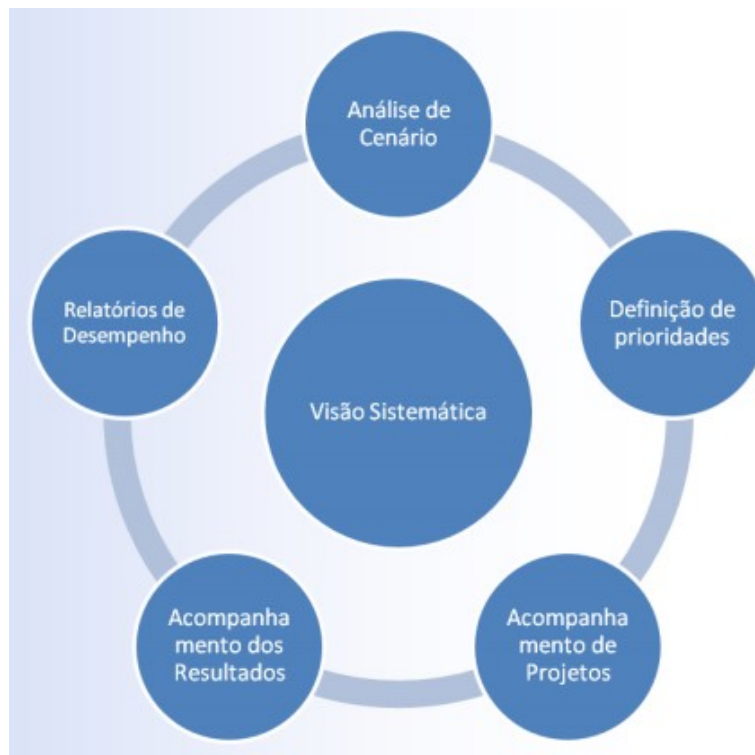 Análise de
Cenário
Definição de
prioridades
Relatórios de
Desempenho
Visão Sistemática
Acompanha
mento dos
Resultados
Acompanha
mento de
Projetos